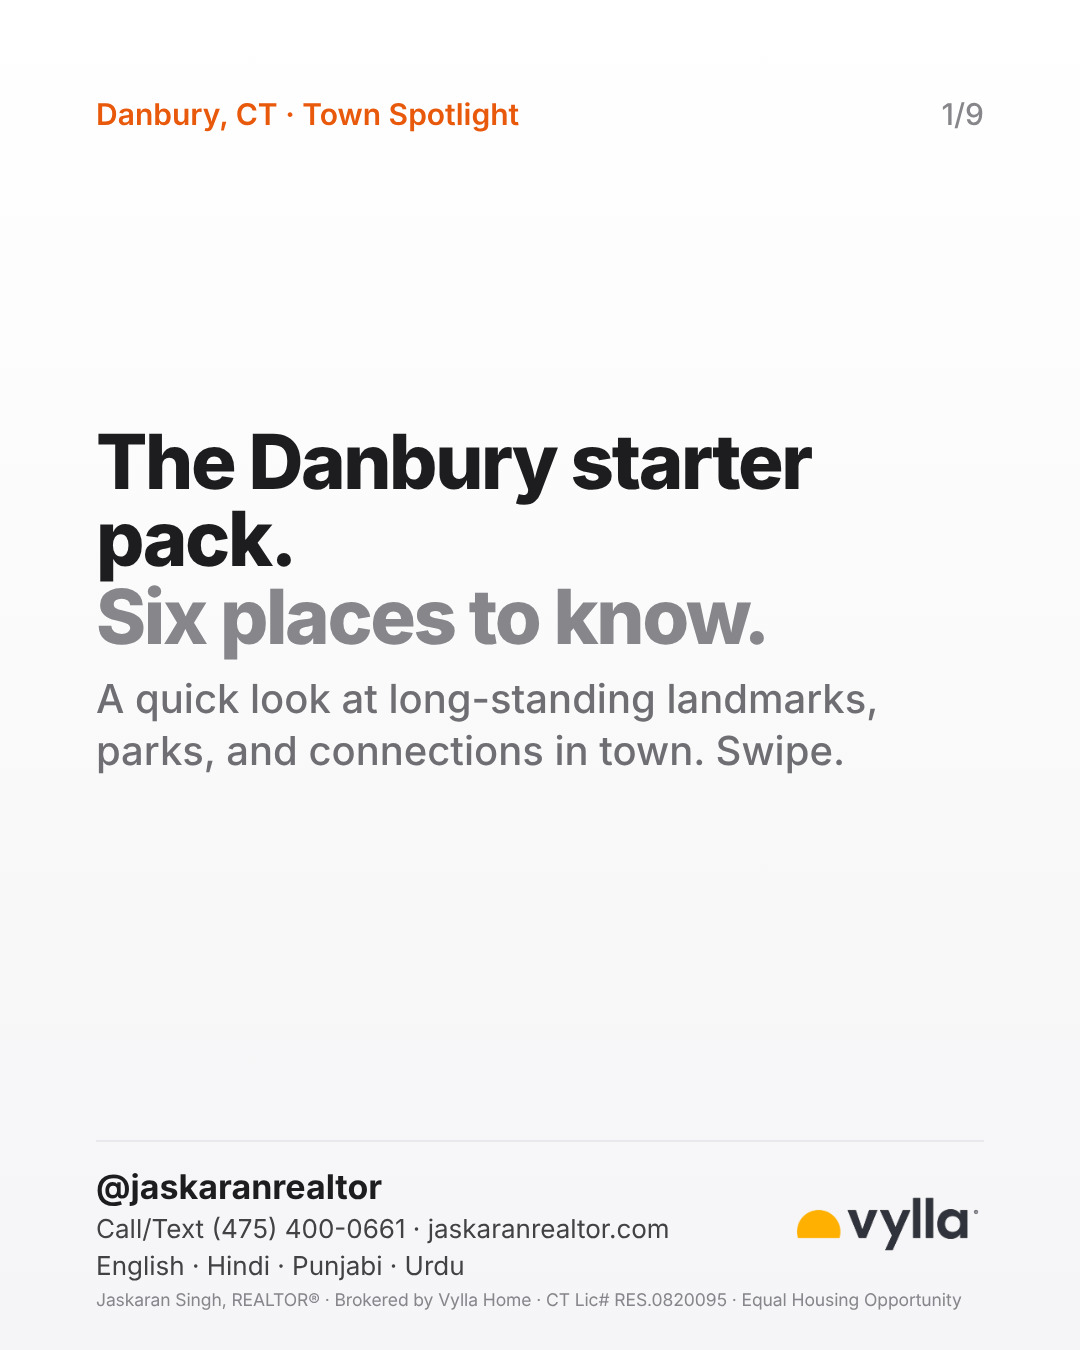 Danbury, CT · Town Spotlight
1/9
The Danbury starter
pack.
Six places to know.
A quick look at long-standing landmarks,
parks, and connections in town. Swipe.
@jaskaranrealtor
Call/Text (475) 400-0661 · jaskaranrealtor.com
English · Hindi · Punjabi · Urdu
Jaskaran Singh, REALTOR® · Brokered by Vylla Home · CT Lic# RES.0820095 · Equal Housing Opportunity
vylla